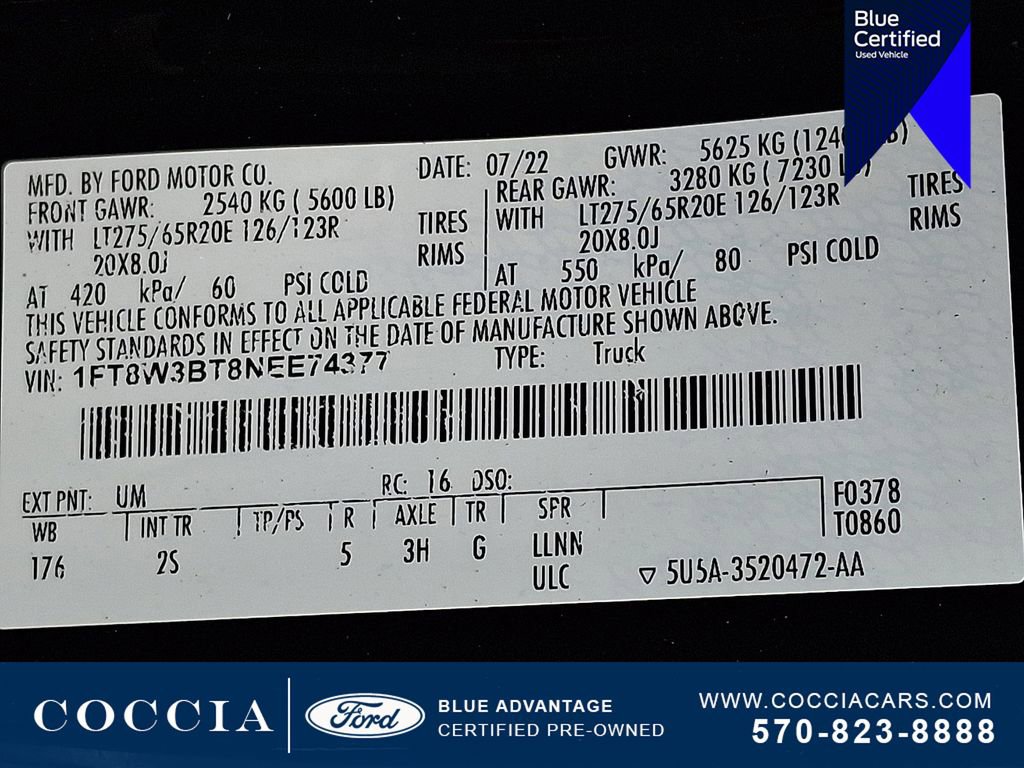 Blue
Certified
Used Vehicle
MFD. BY FORD MOTOR CO.
DATE: 07/22 GVWR: 5625 KG
FRONT GAWR: 2540 KG ( 5600 LB)
REAR GAWR: 3280 KG ( 7230
WITH LT275/65R20E 126/123R TIRES
WITH LT275/65R20E 126/123R TIRES
20X8.0J RIMS
20X8.0J RIMS
AT 420 kPa/ 60 PSI COLD
AT 550 kPa/ 80 PSI COLD
THIS VEHICLE CONFORMS TO ALL APPLICABLE FEDERAL MOTOR VEHICLE
SAFETY STANDARDS IN EFFECT ON THE DATE OF MANUFACTURE SHOWN ABOVE.
VIN: 1FT8W3BT8NEE74377 TYPE: Truck
EXT PNT: UM RC: 16 DSO:
WB INT TR TP/PS R AXLE TR SPR
176 2S 5 3H G LLNN
ULC
F0378
T0860
▽ 5U5A-3520472-AA
COCCIA
Ford
BLUE ADVANTAGE
CERTIFIED PRE-OWNED
WWW.COCCIACARS.COM
570-823-8888